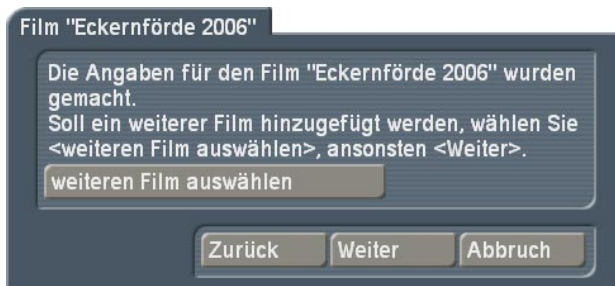 Film "Eckernförde 2006"
Die Angaben für den Film "Eckernförde 2006" wurden
gemacht.
Soll ein weiterer Film hinzugefügt werden, wählen Sie
<weiteren Film auswählen>, ansonsten <Weiter>.
weiteren Film auswählen
Zurück Weiter Abbruch